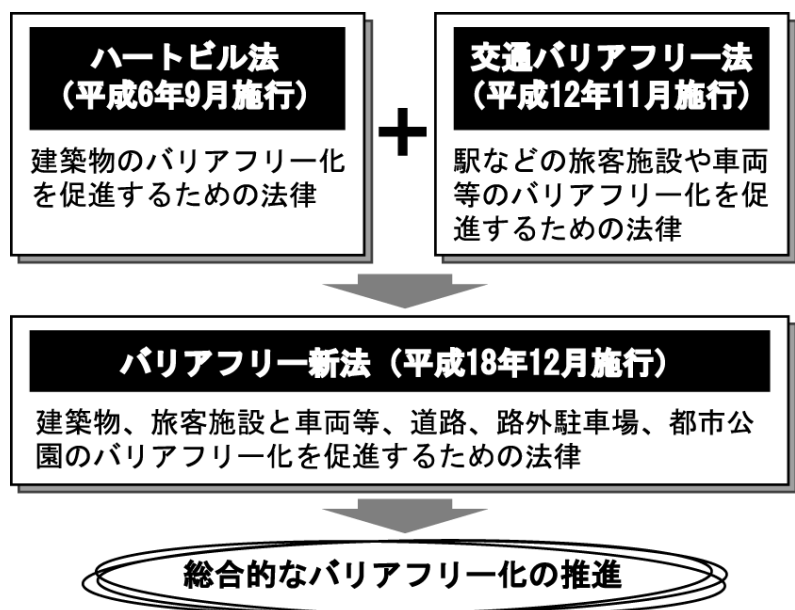 ハートビル法
（平成6年9月施行）
建築物のバリアフリー化
を促進するための法律
＋
交通バリアフリー法
（平成12年11月施行）
駅などの旅客施設や車両
等のバリアフリー化を促
進するための法律
バリアフリー新法（平成18年12月施行）
建築物、旅客施設と車両等、道路、路外駐車場、都市公
園のバリアフリー化を促進するための法律
総合的なバリアフリー化の推進